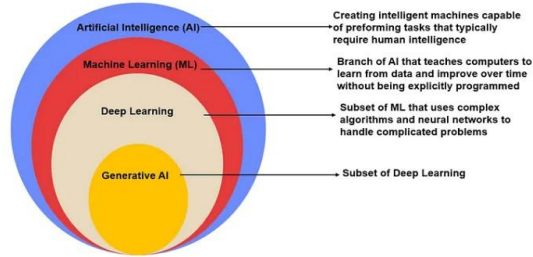 Artificial Intelligence (AI)
Creating intelligent machines capable
of preforming tasks that typically
require human intelligence
Machine Learning (ML)
Branch of AI that teaches computers to
learn from data and improve over time
without being explicitly programmed
Deep Learning
Subset of ML that uses complex
algorithms and neural networks to
handle complicated problems
Generative AI
Subset of Deep Learning